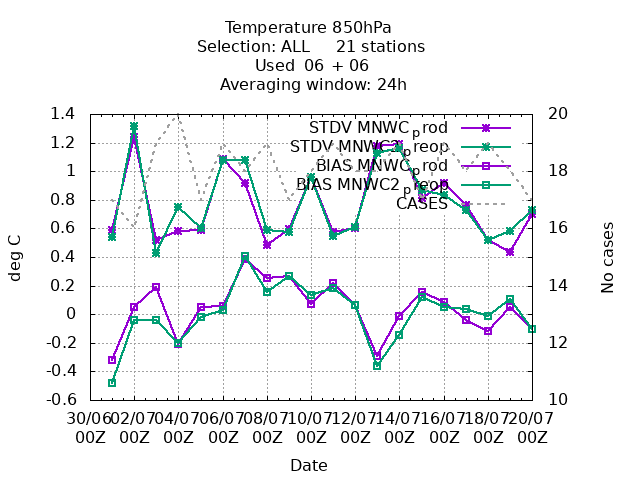 Temperature 850hPa
Selection: ALL 21 stations
Used 06 + 06
Averaging window: 24h
1.4
1.2
1
0.8
0.6
0.4
0.2
0
-0.2
-0.4
-0.6
deg C
20
18
16
14
12
10
No cases
STDV MNWC_prod
STDV MNWC2_preop
BIAS MNWC_prod
BIAS MNWC2_preop
CASES
30/06 02/07 04/07 06/07 08/07 10/07 12/07 14/07 16/07 18/07 20/07
00Z 00Z 00Z 00Z 00Z 00Z 00Z 00Z 00Z 00Z 00Z
Date